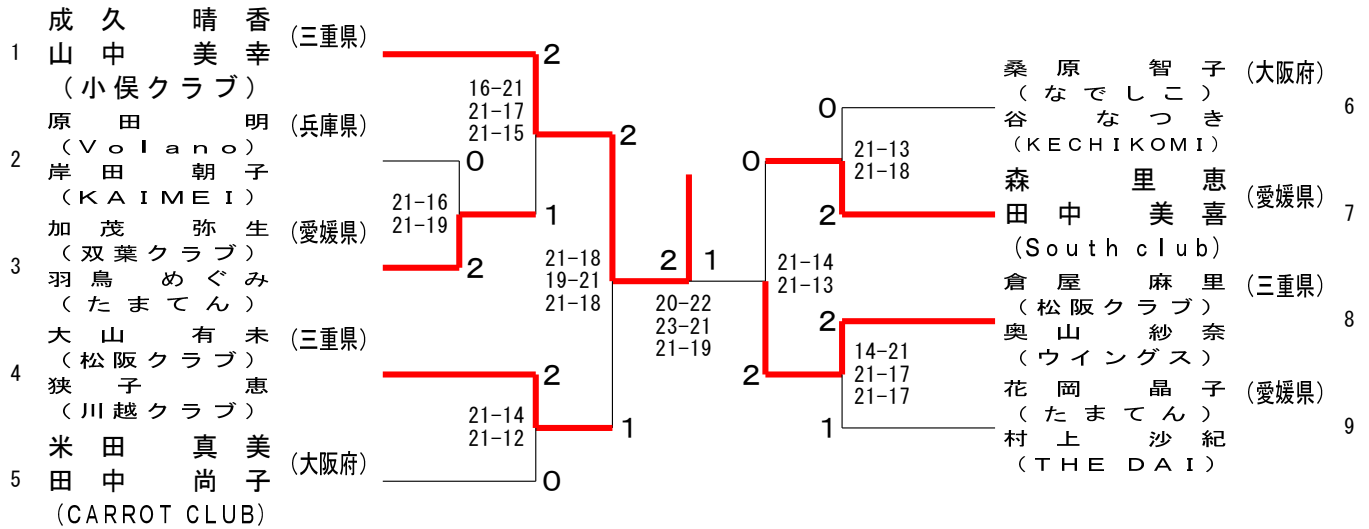 1
成久 晴香
山中 美幸
(小俣クラブ)
(三重県)
2
原田 明
(Volano)
岸田 朝子
(KAIMEI)
(兵庫県)
3
加茂 弥生
(双葉クラブ)
羽鳥 めぐみ
(たまてん)
(愛媛県)
4
大山 有未
(松阪クラブ)
狭子 恵
(川越クラブ)
(三重県)
5
米田 真美
田中 尚子
(CARROT CLUB)
(大阪府)
2
16-21
21-17
21-15
0
21-16
21-19
2
1
2
21-14
21-12
0
2
21-18
19-21
21-18
1
2
1
20-22
23-21
21-19
0
21-14
21-13
2
0
21-13
21-18
2
2
14-21
21-17
21-17
1
桑原 智子
(なでしこ)
谷 なつき
(KECHIKOMI)
(大阪府)
6
森 里恵
田中 美喜
(South club)
(愛媛県)
7
倉屋 麻里
(松阪クラブ)
奥山 紗奈
(ウイングス)
(三重県)
8
花岡 晶子
(たまてん)
村上 沙紀
(THE DAI)
(愛媛県)
9